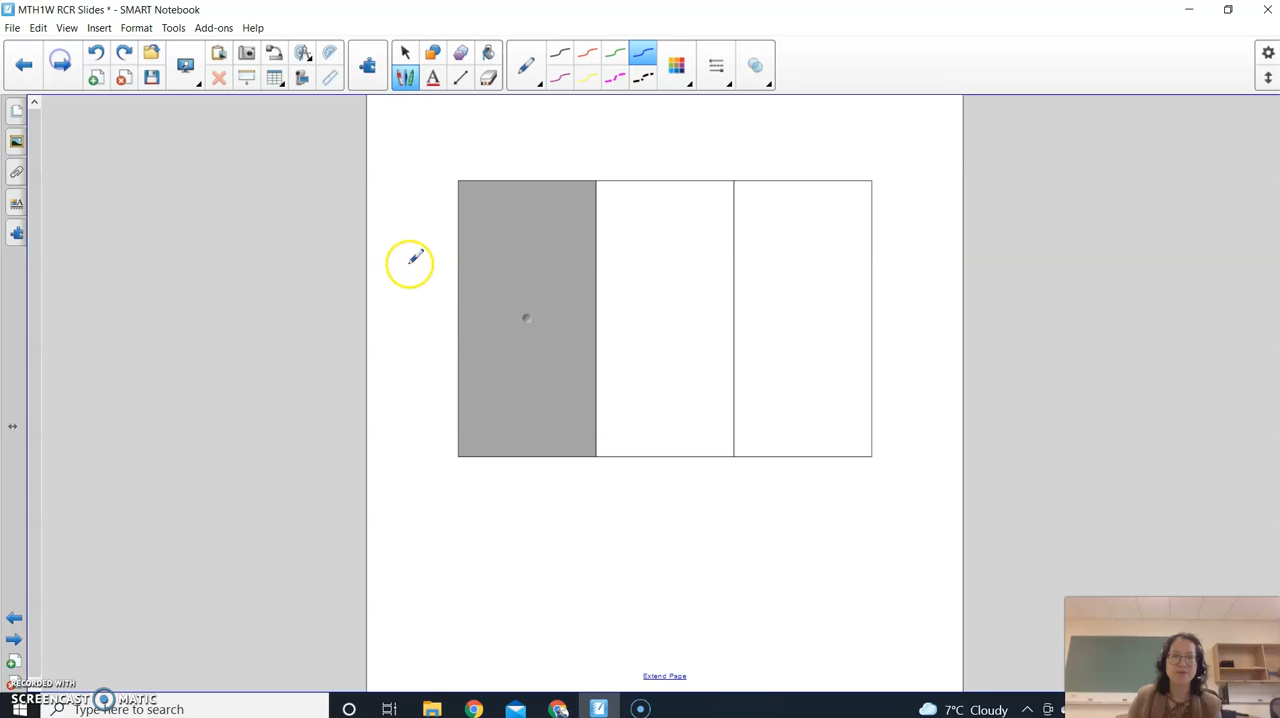 MTH1W RCR Slides * - SMART Notebook
File Edit View Insert Format Tools Add-ons Help
Extend Page
RECORDED WITH
SCREENCAST MATIC
Type here to search
7°C Cloudy